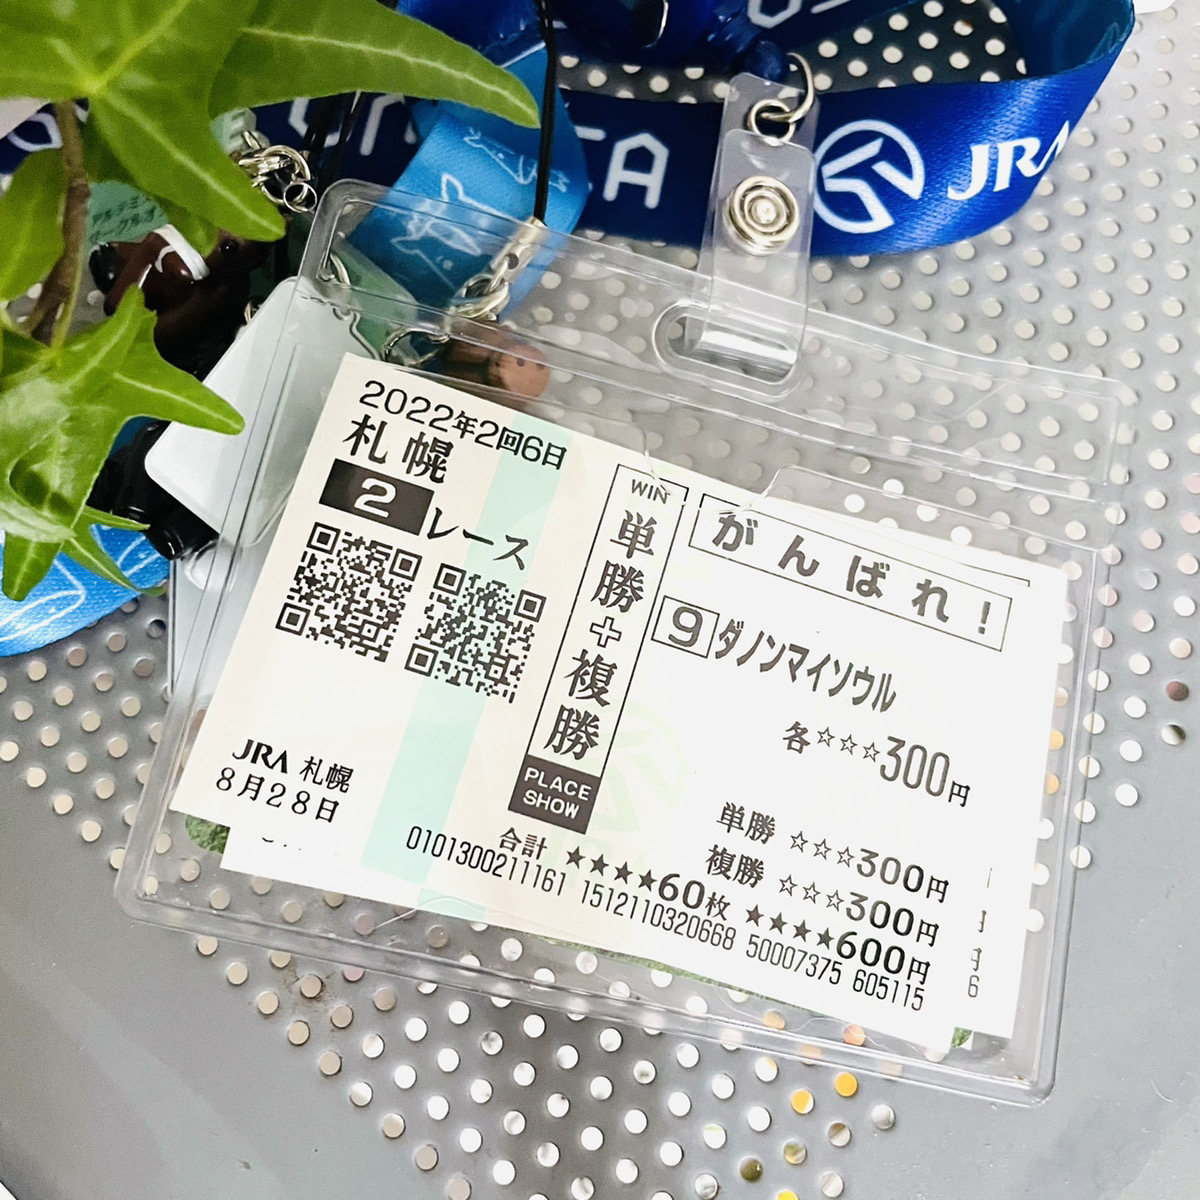 JRA
2022年2回6日
札幌
2 レース
JRA 札幌
8月28日
WIN
単勝+複勝
PLACE
SHOW
がんばれ!
9 ダノンマイソウル
各☆☆☆300円
単勝 ☆☆☆300円
複勝 ☆☆☆300円
合計 ★★★★60枚 ★★★★600円
0101300211161 1512110320668 50007375 605115